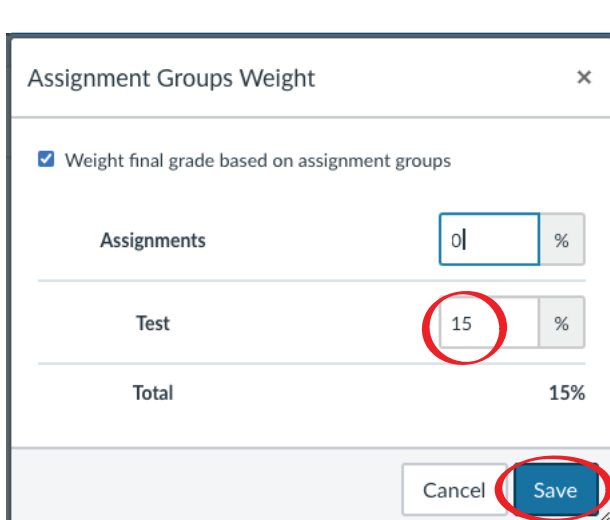 Assignment Groups Weight ×
Weight final grade based on assignment groups
Assignments 0 %
Test 15 %
Total 15%
Cancel Save